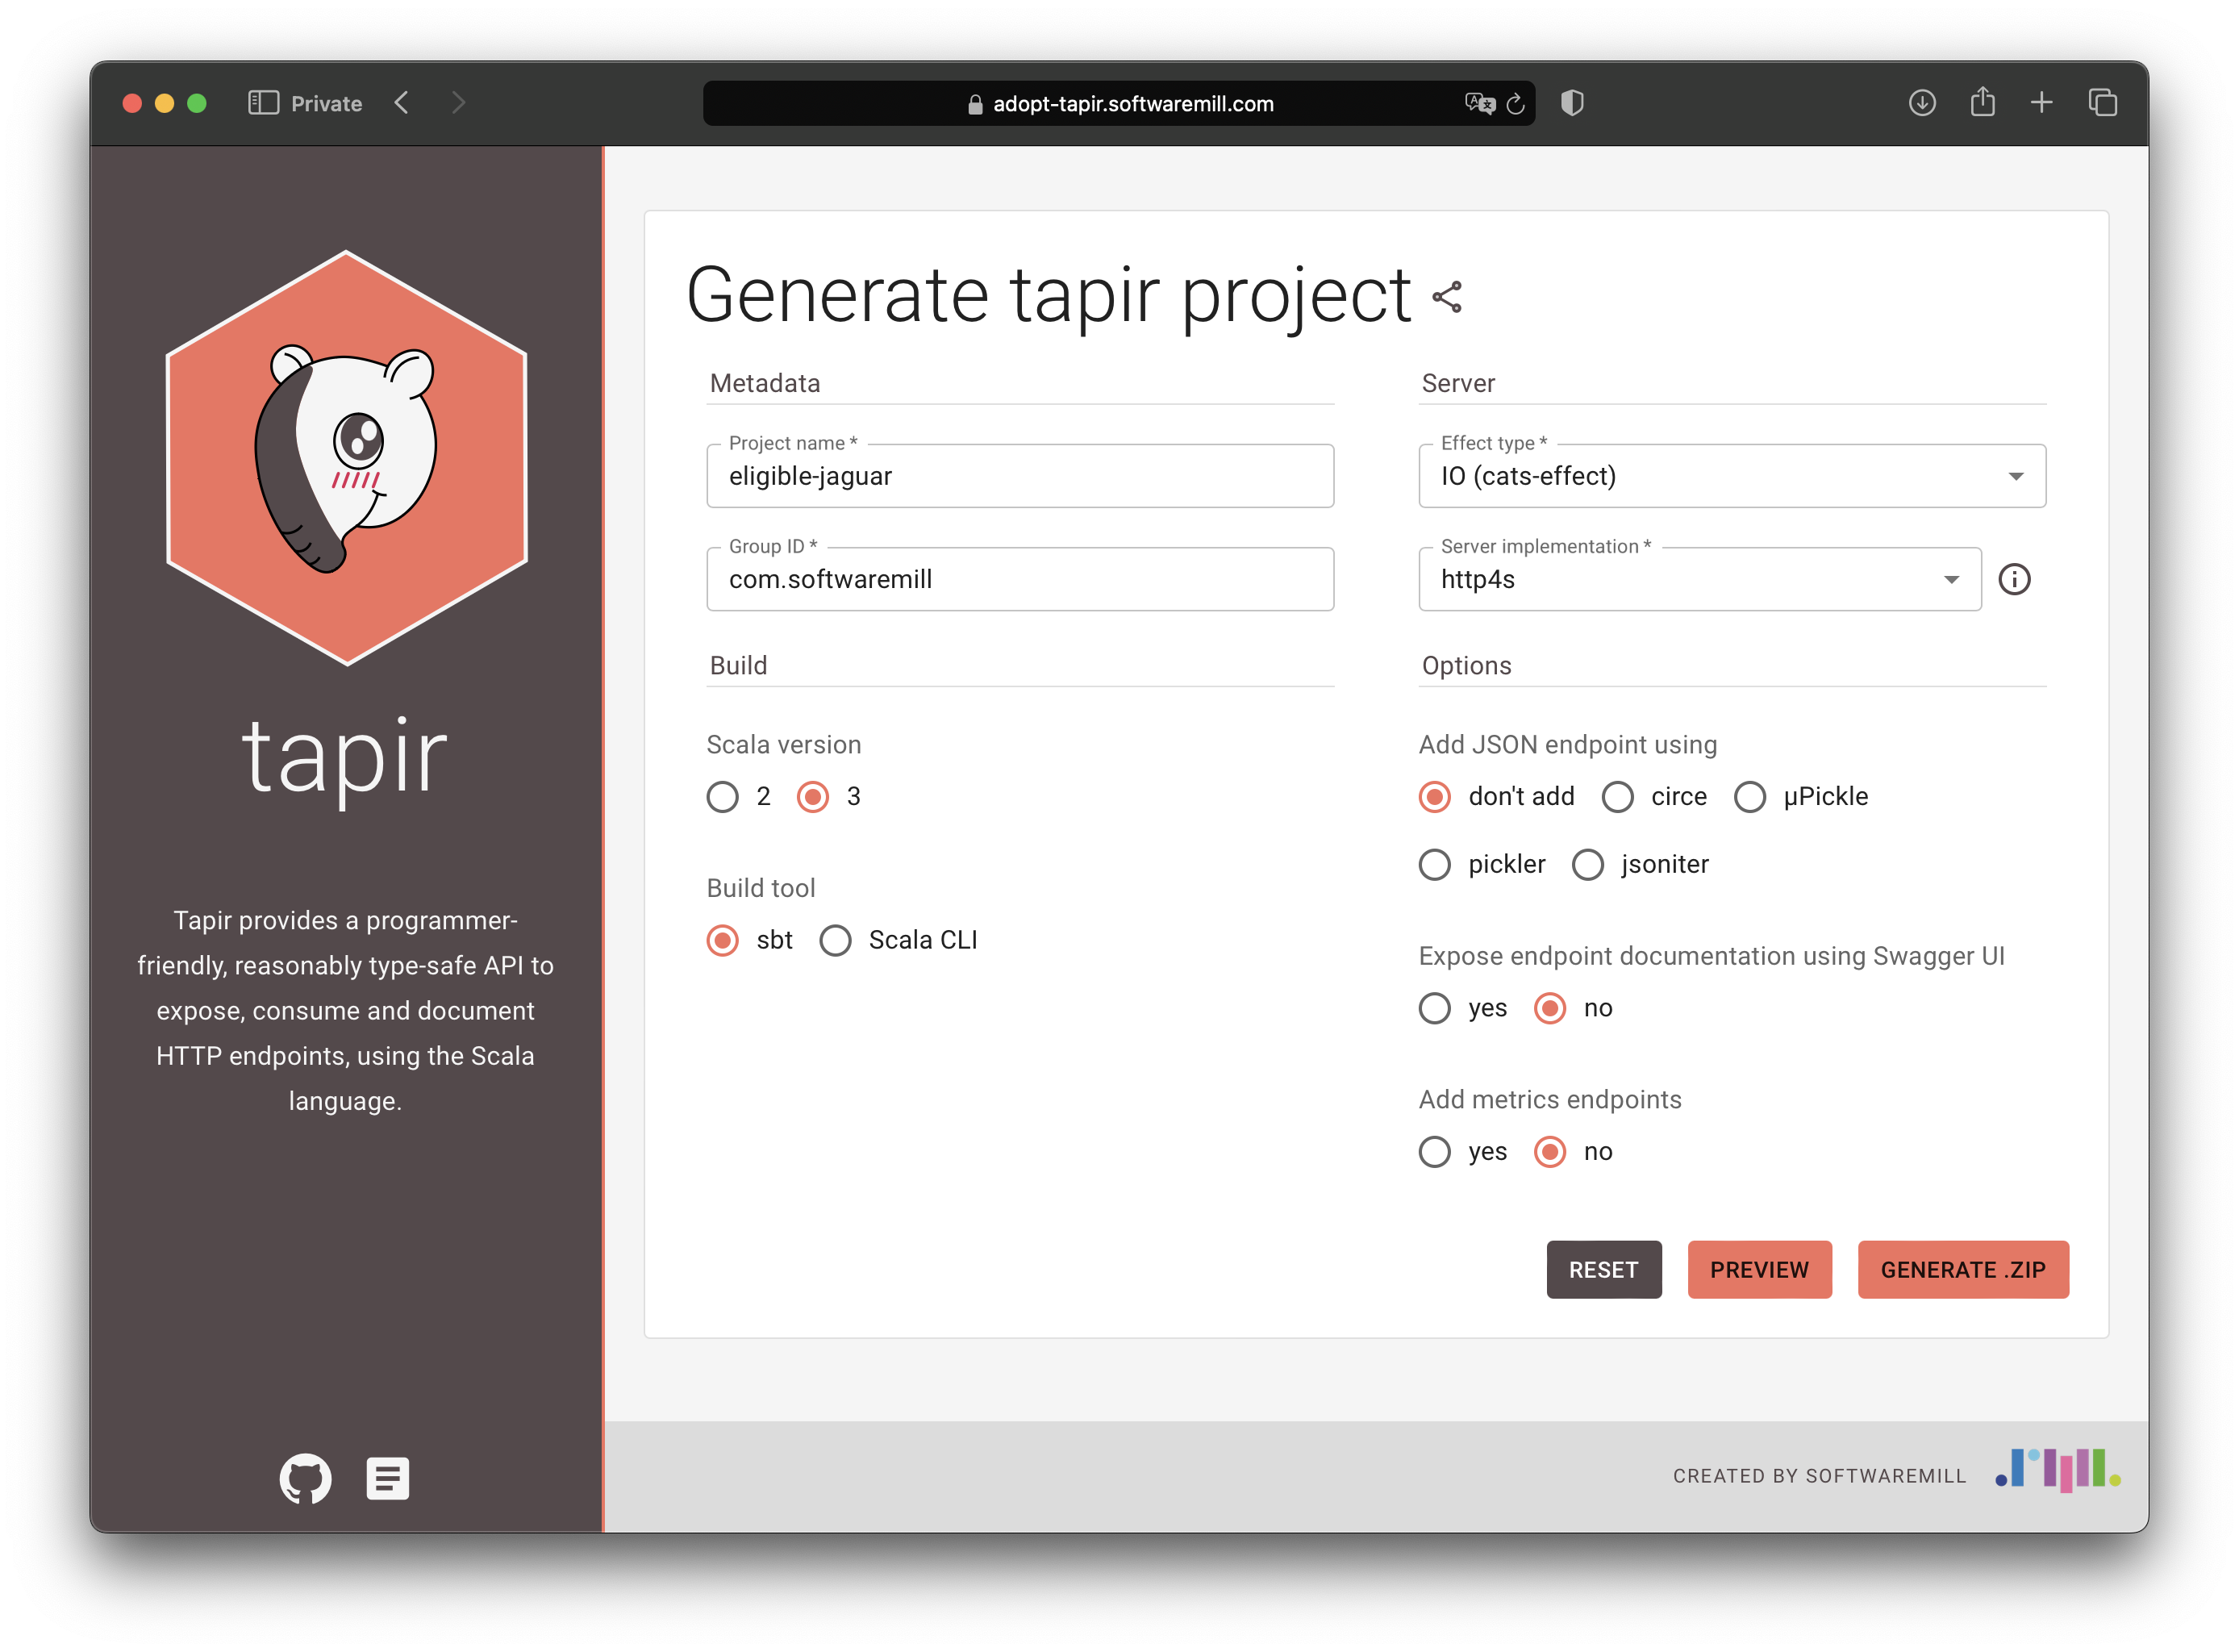 Private
adopt-tapir.softwaremill.com
tapir
Tapir provides a programmer-
friendly, reasonably type-safe API to
expose, consume and document
HTTP endpoints, using the Scala
language.
Generate tapir project
Metadata
Project name *
eligible-jaguar
Group ID *
com.softwaremill
Build
Scala version
2 3
Build tool
sbt Scala CLI
Server
Effect type *
IO (cats-effect)
Server implementation *
http4s
Options
Add JSON endpoint using
don't add circe µPickle
pickler jsoniter
Expose endpoint documentation using Swagger UI
yes no
Add metrics endpoints
yes no
RESET PREVIEW GENERATE .ZIP
CREATED BY SOFTWAREMILL